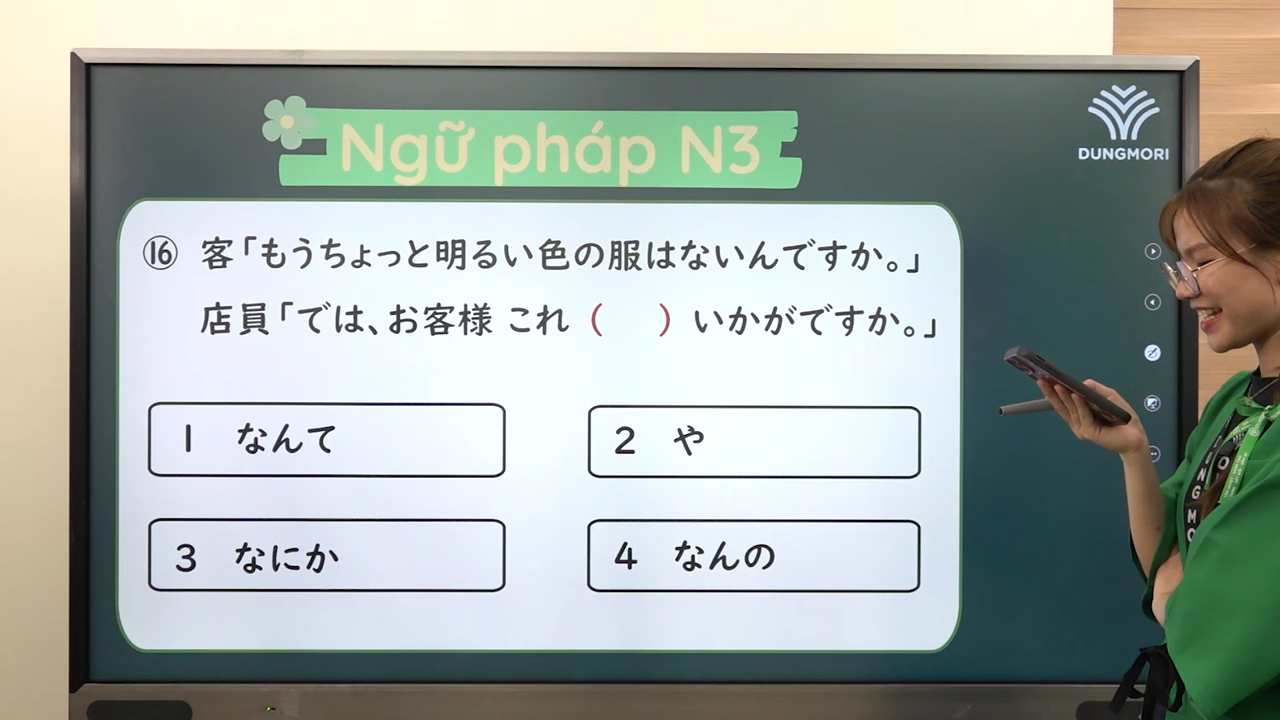 Ngữ pháp N3
DUNGMORI
⑯ 客「もうちょっと明るい色の服はないんですか。」
店員「では、お客様 これ ( ) いかがですか。」
1 なんて
2 や
3 なにか
4 なんの